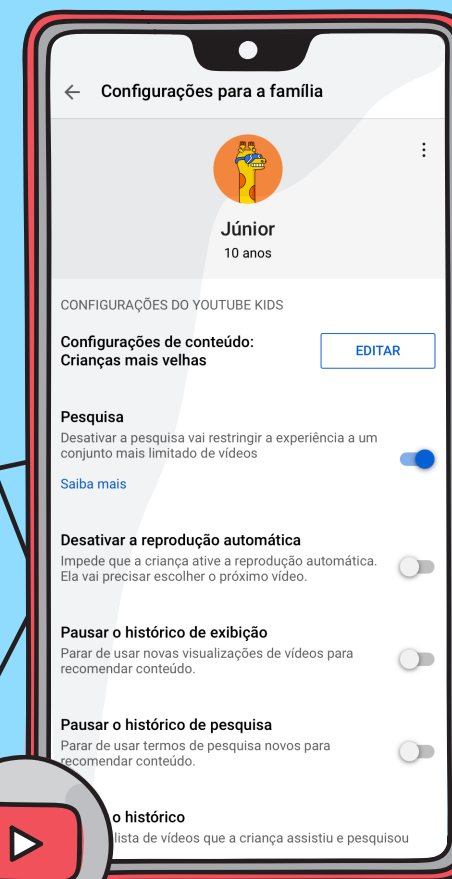 Configurações para a família
Júnior
10 anos
CONFIGURAÇÕES DO YOUTUBE KIDS
Configurações de conteúdo:
Crianças mais velhas
EDITAR
Pesquisa
Desativar a pesquisa vai restringir a experiência a um
conjunto mais limitado de vídeos
Saiba mais
Desativar a reprodução automática
Impede que a criança ative a reprodução automática.
Ela vai precisar escolher o próximo vídeo.
Pausar o histórico de exibição
Parar de usar novas visualizações de vídeos para
recomendar conteúdo.
Pausar o histórico de pesquisa
Parar de usar termos de pesquisa novos para
recomendar conteúdo.
o histórico
lista de vídeos que a criança assistiu e pesquisou